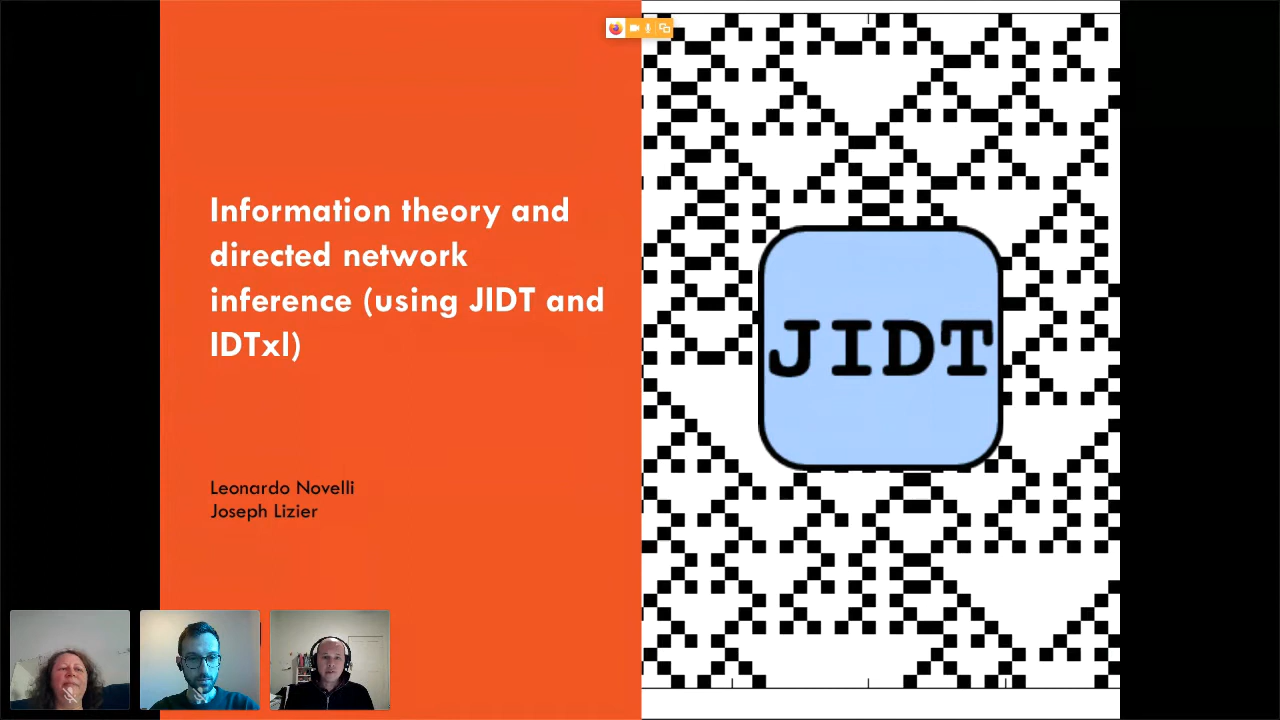 Information theory and
directed network
inference (using JIDT and
IDTxl)
JIDT
Leonardo Novelli
Joseph Lizier